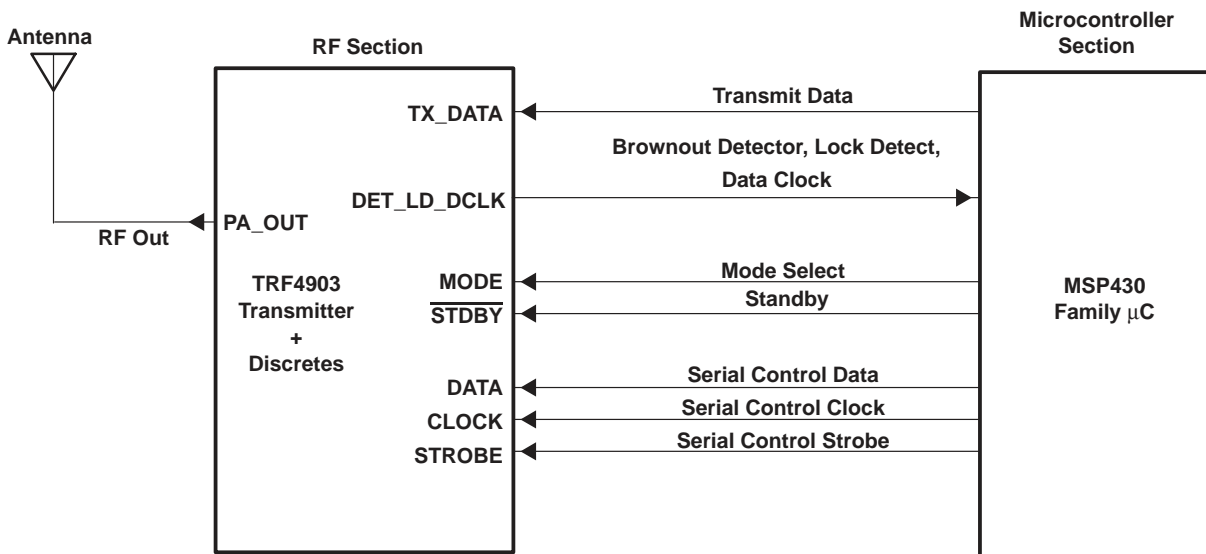 Antenna
RF Out
RF Section
TX_DATA
DET_LD_DCLK
PA_OUT
MODE
STDBY
TRF4903
Transmitter
+
Discretes
DATA
CLOCK
STROBE
Transmit Data
Brownout Detector, Lock Detect,
Data Clock
Mode Select
Standby
Serial Control Data
Serial Control Clock
Serial Control Strobe
Microcontroller
Section
MSP430
Family μC